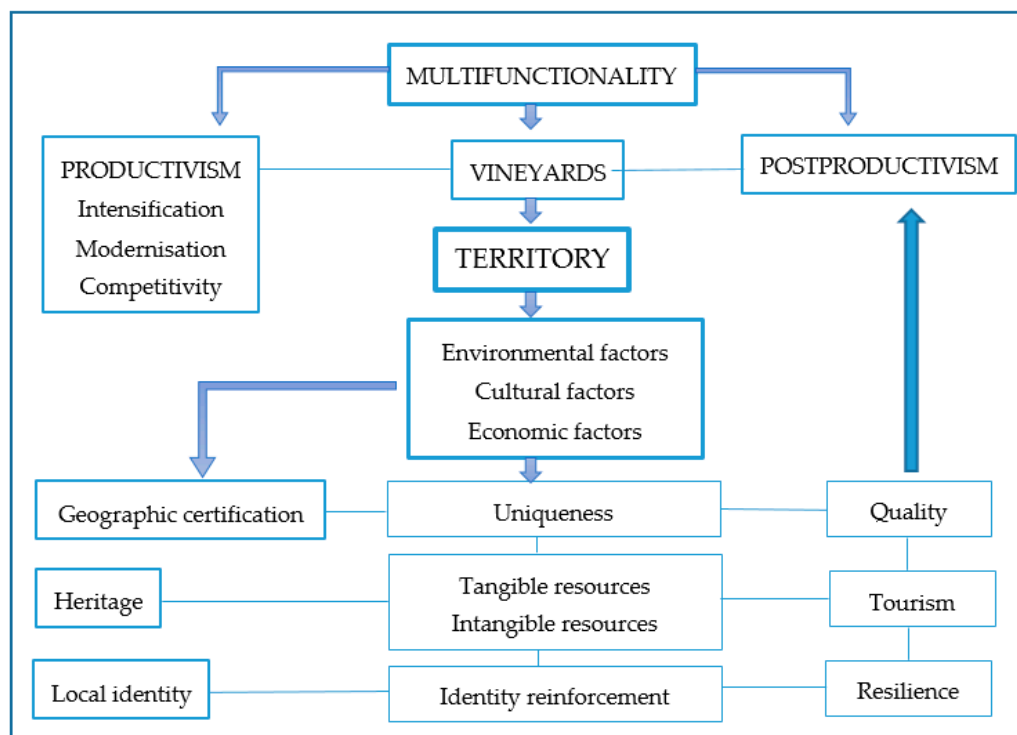 MULTIFUNCTIONALITY
PRODUCTIVISM
Intensification
Modernisation
Competitivity
VINEYARDS
POSTPRODUCTIVISM
TERRITORY
Environmental factors
Cultural factors
Economic factors
Geographic certification
Uniqueness
Quality
Heritage
Tangible resources
Intangible resources
Tourism
Local identity
Identity reinforcement
Resilience